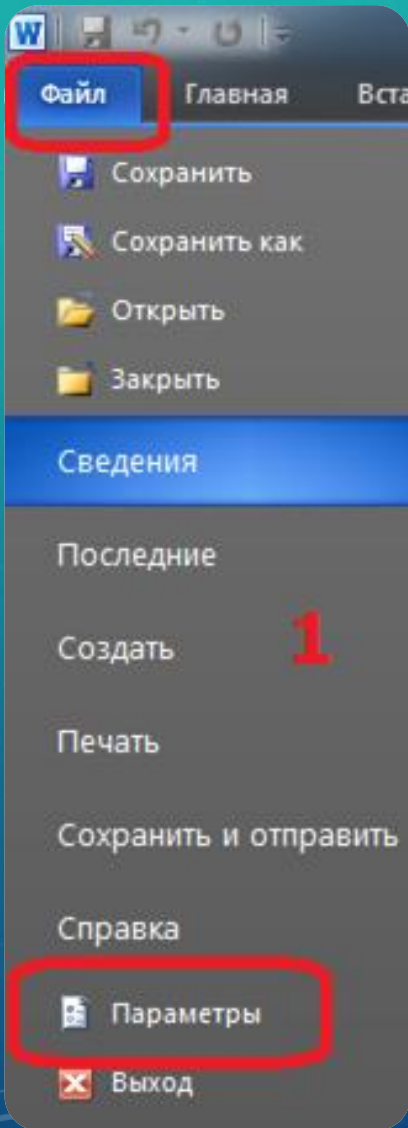 W
Файл Главная Вста
Сохранить
Сохранить как
Открыть
Закрыть
Сведения
Последние
1
Создать
Печать
Сохранить и отправить
Справка
Параметры
Выход